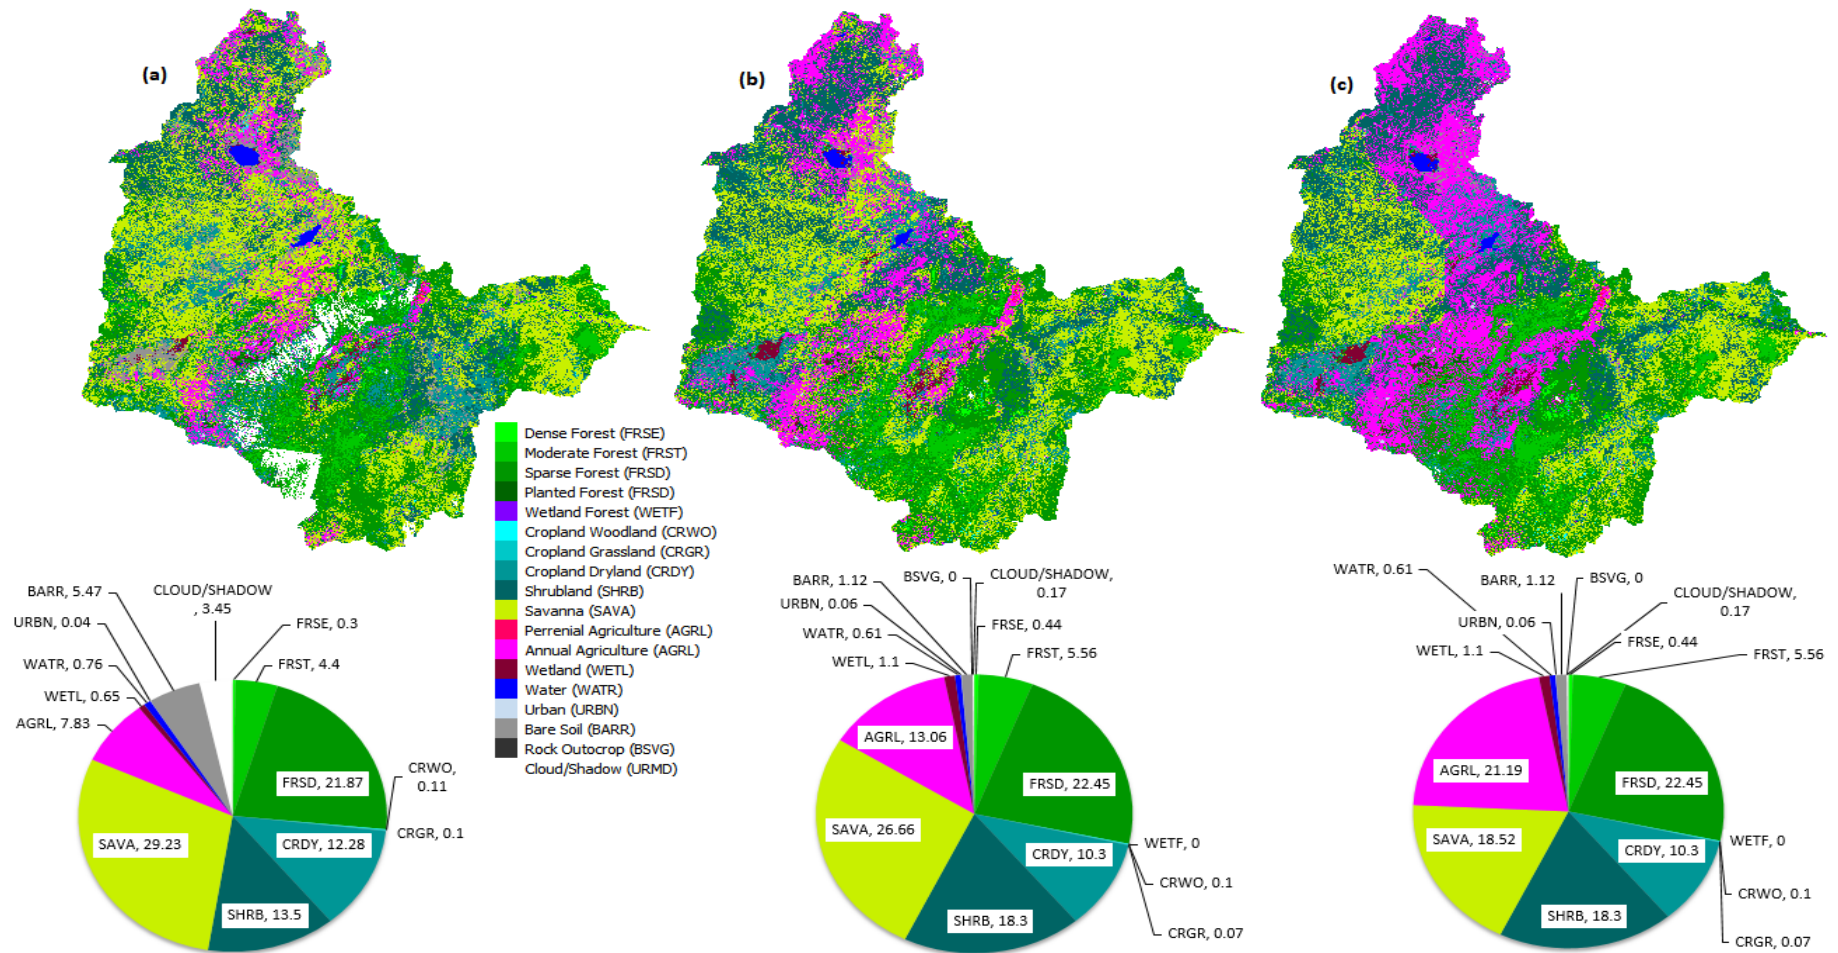 (a)
(b)
(c)
Dense Forest (FRSE)
Moderate Forest (FRST)
Sparse Forest (FRSD)
Planted Forest (FRSD)
Wetland Forest (WETF)
Cropland Woodland (CRWO)
Cropland Grassland (CRGR)
Cropland Dryland (CRDY)
Shrubland (SHRB)
Savanna (SAVA)
Perrenial Agriculture (AGRL)
Annual Agriculture (AGRL)
Wetland (WETL)
Water (WATR)
Urban (URBN)
Bare Soil (BARR)
Rock Outocrop (BSVG)
Cloud/Shadow (URMD)
BARR, 5.47
CLOUD/SHADOW
, 3.45
URBN, 0.04
FRSE, 0.3
WATR, 0.76
FRST, 4.4
WETL, 0.65
AGRL, 7.83
FRSD, 21.87
CRWO,
0.11
CRGR, 0.1
SAVA, 29.23
CRDY, 12.28
SHRB, 13.5
BARR, 1.12
BSVG, 0
CLOUD/SHADOW,
0.17
URBN, 0.06
FRSE, 0.44
WATR, 0.61
FRST, 5.56
WETL, 1.1
AGRL, 13.06
FRSD, 22.45
SAVA, 26.66
CRDY, 10.3
WETF, 0
CRWO, 0.1
SHRB, 18.3
CRGR, 0.07
WATR, 0.61
BARR, 1.12
BSVG, 0
CLOUD/SHADOW,
0.17
URBN, 0.06
FRSE, 0.44
WETL, 1.1
FRST, 5.56
AGRL, 21.19
FRSD, 22.45
SAVA, 18.52
CRDY, 10.3
WETF, 0
CRWO, 0.1
SHRB, 18.3
CRGR, 0.07